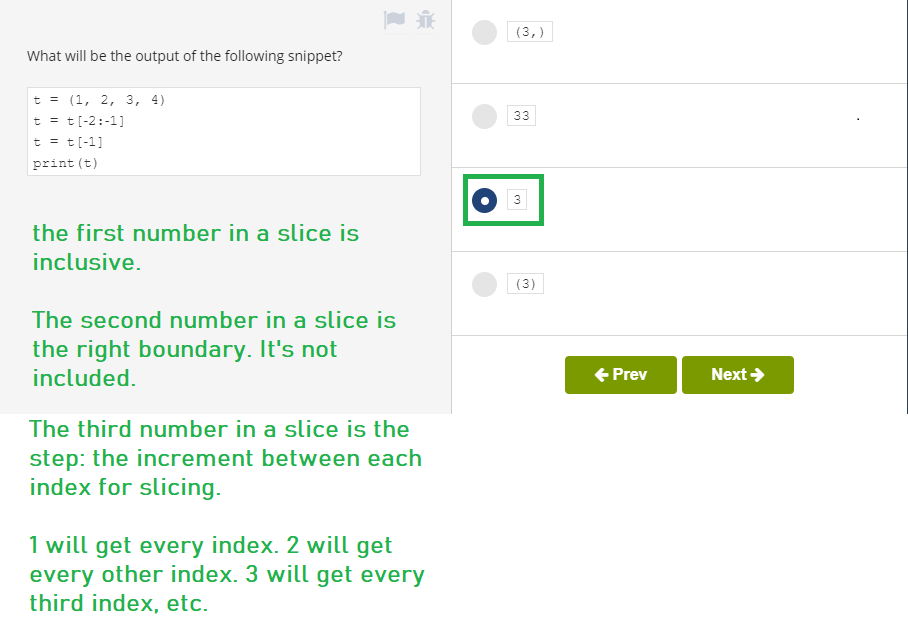 What will be the output of the following snippet?
t = (1, 2, 3, 4)
t = t[-2:-1]
t = t[-1]
print(t)
the first number in a slice is
inclusive.
The second number in a slice is
the right boundary. It's not
included.
The third number in a slice is the
step: the increment between each
index for slicing.
1 will get every index. 2 will get
every other index. 3 will get every
third index, etc.
(3,)
33
.
3
(3)
Prev
Next